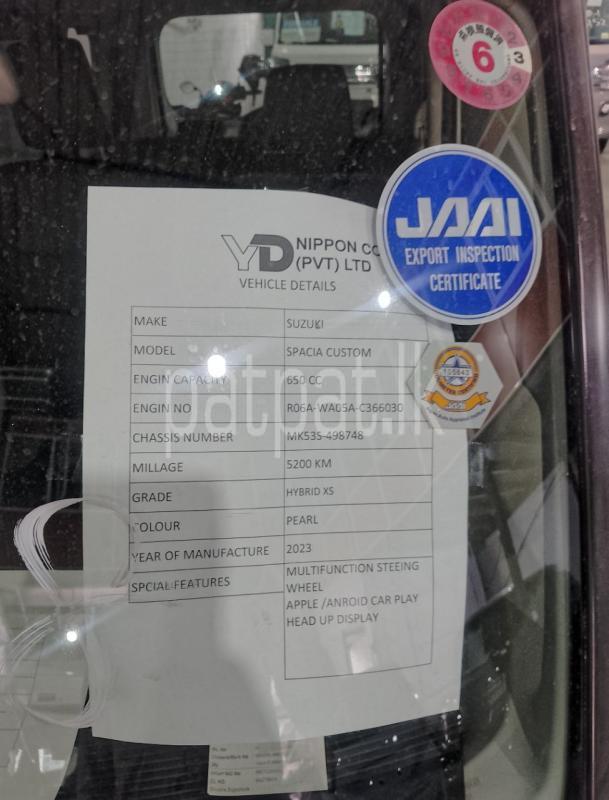 6
3
JAAI
EXPORT INSPECTION
CERTIFICATE
YD NIPPON CO
(PVT) LTD
VEHICLE DETAILS
MAKE SUZUKI
MODEL SPACIA CUSTOM
ENGIN CAPACITY 650 CC
ENGIN NO R06A-WA05A-C366030
CHASSIS NUMBER MK53S-498748
MILLAGE 5200 KM
GRADE HYBRID XS
COLOUR PEARL
YEAR OF MANUFACTURE 2023
SPCIAL FEATURES MULTIFUNCTION STEEING
WHEEL
APPLE /ANROID CAR PLAY
HEAD UP DISPLAY
JAAI
patpat.lk